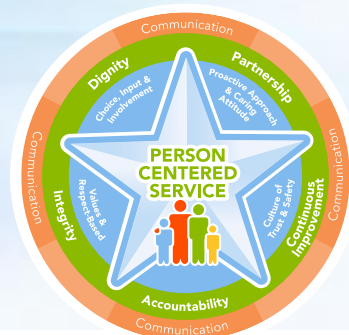 Communication
Dignity
Partnership
Choice, Input &
Involvement
Proactive Approach
& Caring
Attitude
PERSON
CENTERED
SERVICE
Communication
Communication
Integrity
Values &
Respect-Based
Culture of
Trust & Safety
Continuous
Improvement
Accountability
Communication